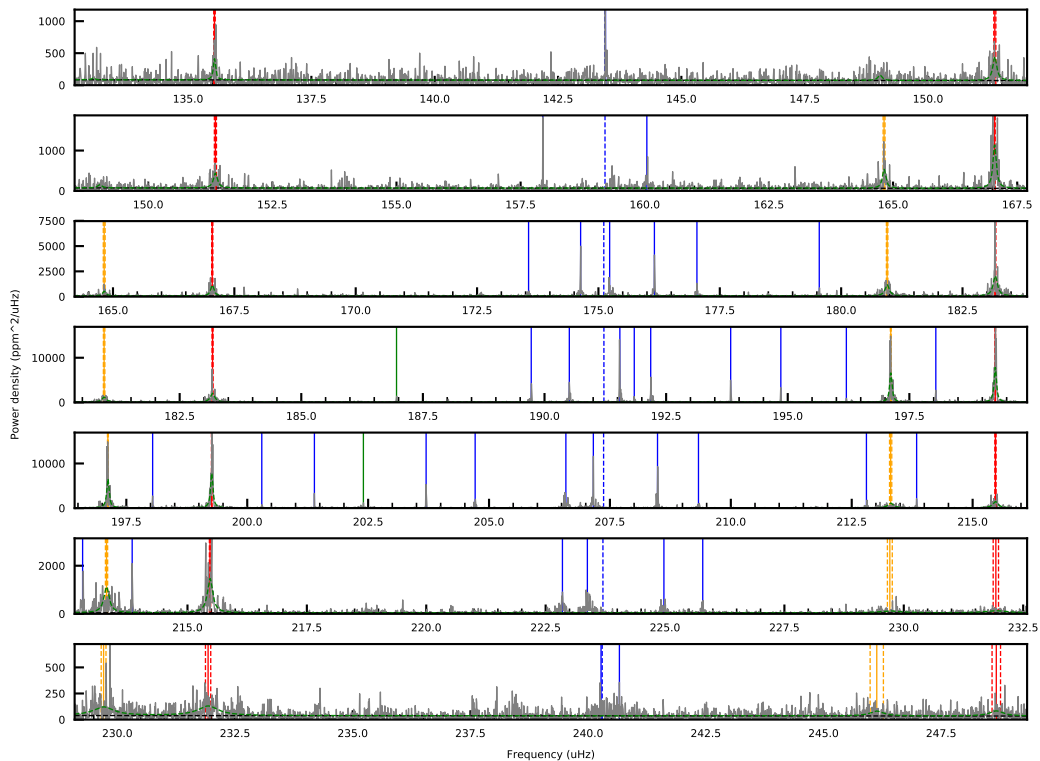 1000
500
0
135.0 137.5 140.0 142.5 145.0 147.5 150.0
1000
0
150.0 152.5 155.0 157.5 160.0 162.5 165.0 167.5
7500
5000
2500
0
165.0 167.5 170.0 172.5 175.0 177.5 180.0 182.5
Power density (ppm^2/uHz)
10000
0
182.5 185.0 187.5 190.0 192.5 195.0 197.5
10000
0
197.5 200.0 202.5 205.0 207.5 210.0 212.5 215.0
2000
0
215.0 217.5 220.0 222.5 225.0 227.5 230.0 232.5
500
250
0
230.0 232.5 235.0 237.5 240.0 242.5 245.0 247.5
Frequency (uHz)